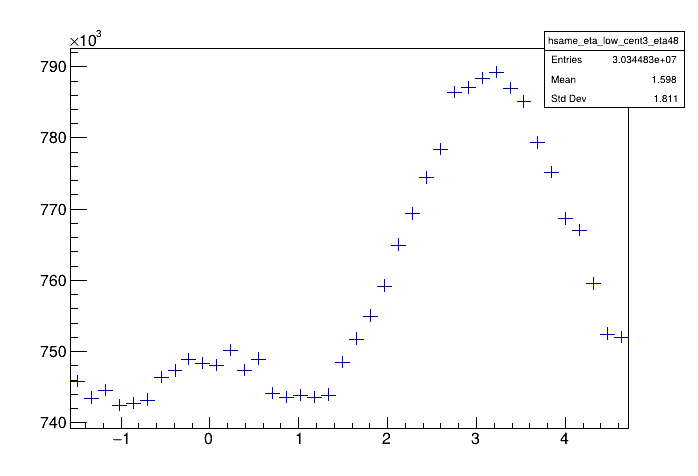 ×10³
hsame_eta_low_cent3_eta48
Entries 3.034483e+07
Mean 1.598
Std Dev 1.811
790
780
770
760
750
740
−1 0 1 2 3 4